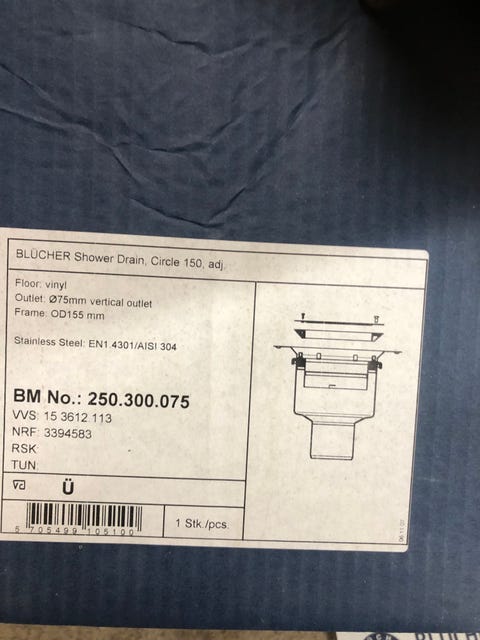 BLÜCHER Shower Drain, Circle 150, adj.
Floor: vinyl
Outlet: Ø75mm vertical outlet
Frame: OD155 mm
Stainless Steel: EN1.4301/AISI 304
BM No.: 250.300.075
VVS: 15 3612 113
NRF: 3394583
RSK:
TUN:
Ü
5 705499 105100
1 Stk./pcs.